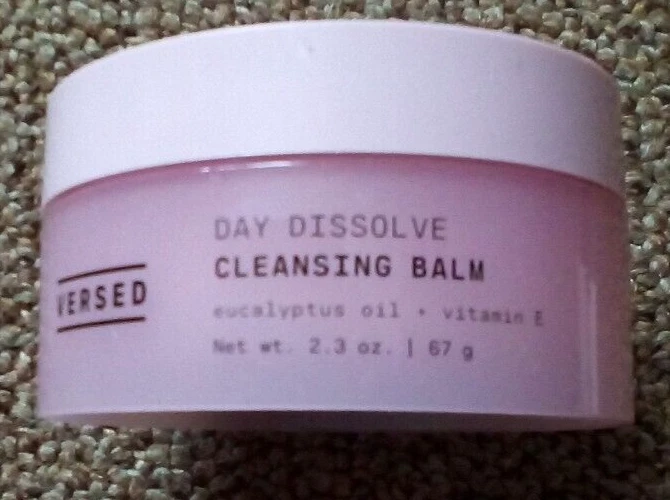 VERSED
DAY DISSOLVE
CLEANSING BALM
eucalyptus oil + vitamin E
Net wt. 2.3 oz. | 67 g